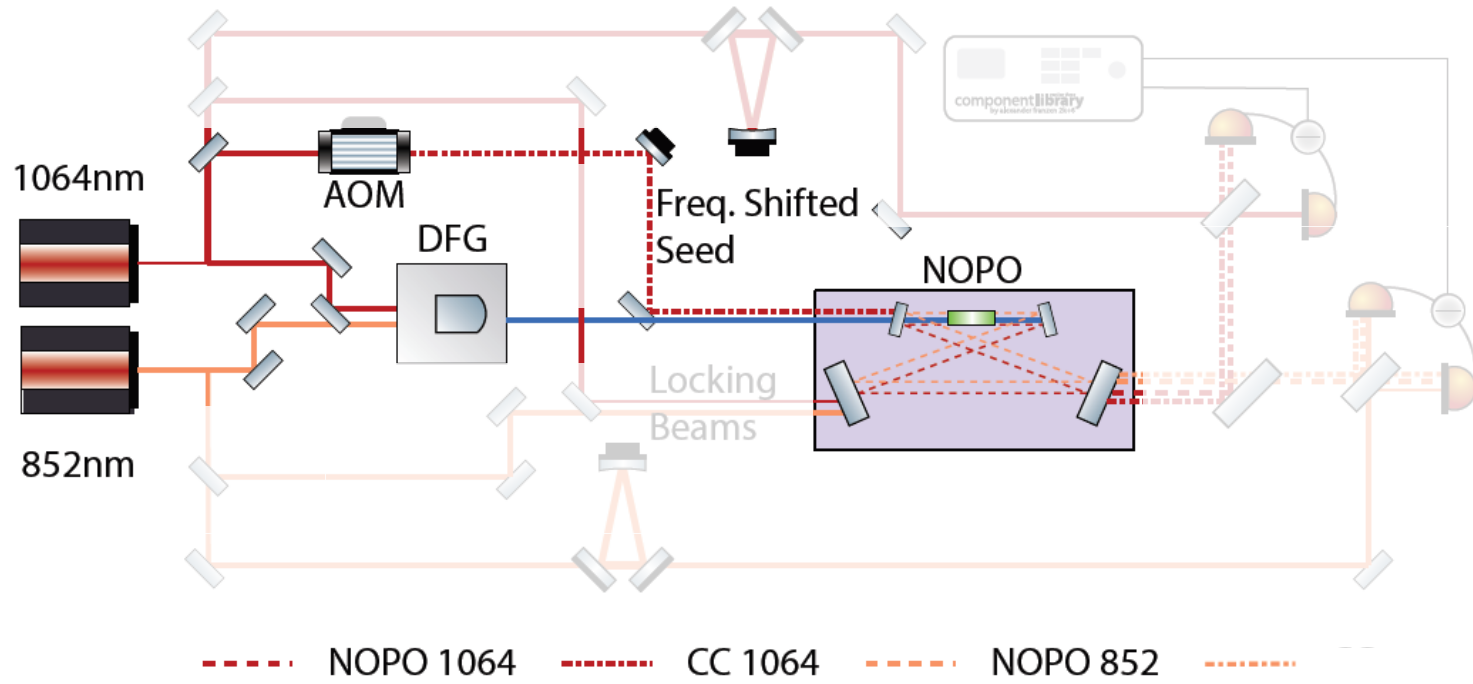 componentlibrary
1064nm
AOM
Freq. Shifted
Seed
DFG
NOPO
Locking
Beams
852nm
NOPO 1064
CC 1064
NOPO 852